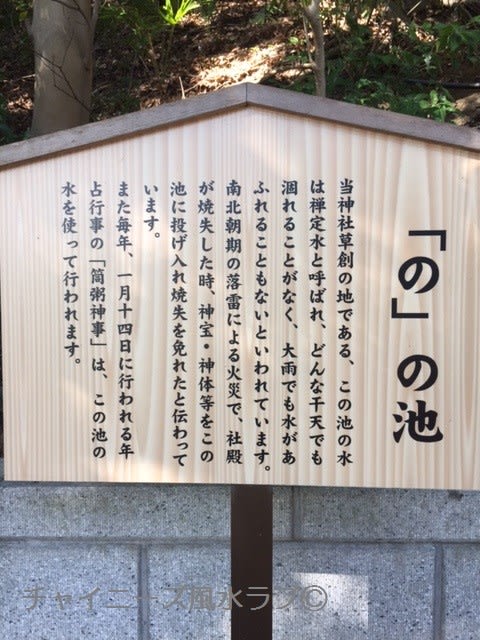 「の」の池
当神社草創の地である、この池の水
は禅定水と呼ばれ、どんな干天でも
涸れることがなく、大雨でも水があ
ふれることもないといわれています。
南北朝期の落雷による火災で、社殿
が焼失した時、神宝・神体等をこの
池に投げ入れ焼失を免れたと伝わって
います。
また毎年、一月十四日に行われる年
占行事の「筒粥神事」は、この池の
水を使って行われます。
チャイニーズ風水ラブ©